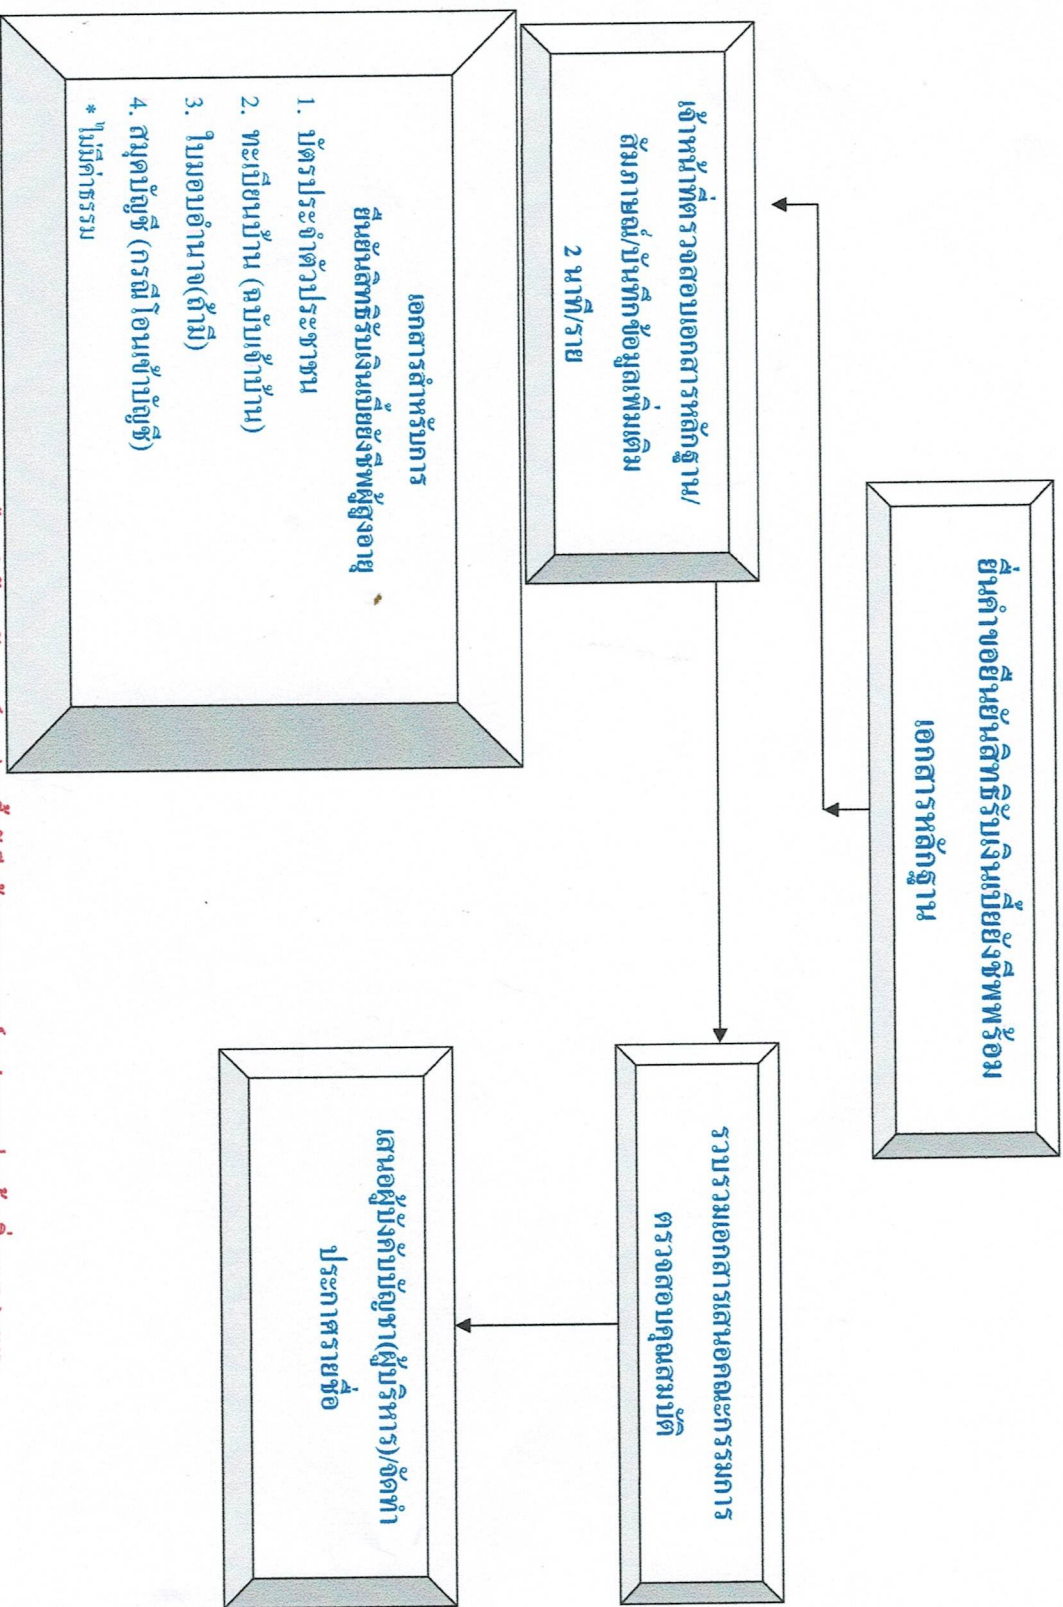 ยื่นคำขอยืนยันสิทธิรับเงินเบี้ยยังชีพพร้อม
เอกสารหลักฐาน
เจ้าหน้าที่ตรวจสอบเอกสารหลักฐาน/
สัมภาษณ์/บันทึกข้อมูลเพิ่มเติม
2 นาที/ราย
รวบรวมเอกสารเสนอคณะกรรมการ
ตรวจสอบคุณสมบัติ
เสนอผู้บังคับบัญชา(ผู้บริหาร)/จัดทำ
ประกาศรายชื่อ
เอกสารสำหรับการ
ยืนยันสิทธิรับเงินเบี้ยยังชีพผู้สูงอายุ
1. บัตรประจำตัวประชาชน
2. ทะเบียนบ้าน (ฉบับเจ้าบ้าน)
3. ใบมอบอำนาจ(ถ้ามี)
4. สมุดบัญชี (กรณีโอนเข้าบัญชี)
* ไม่มีค่าธรรม